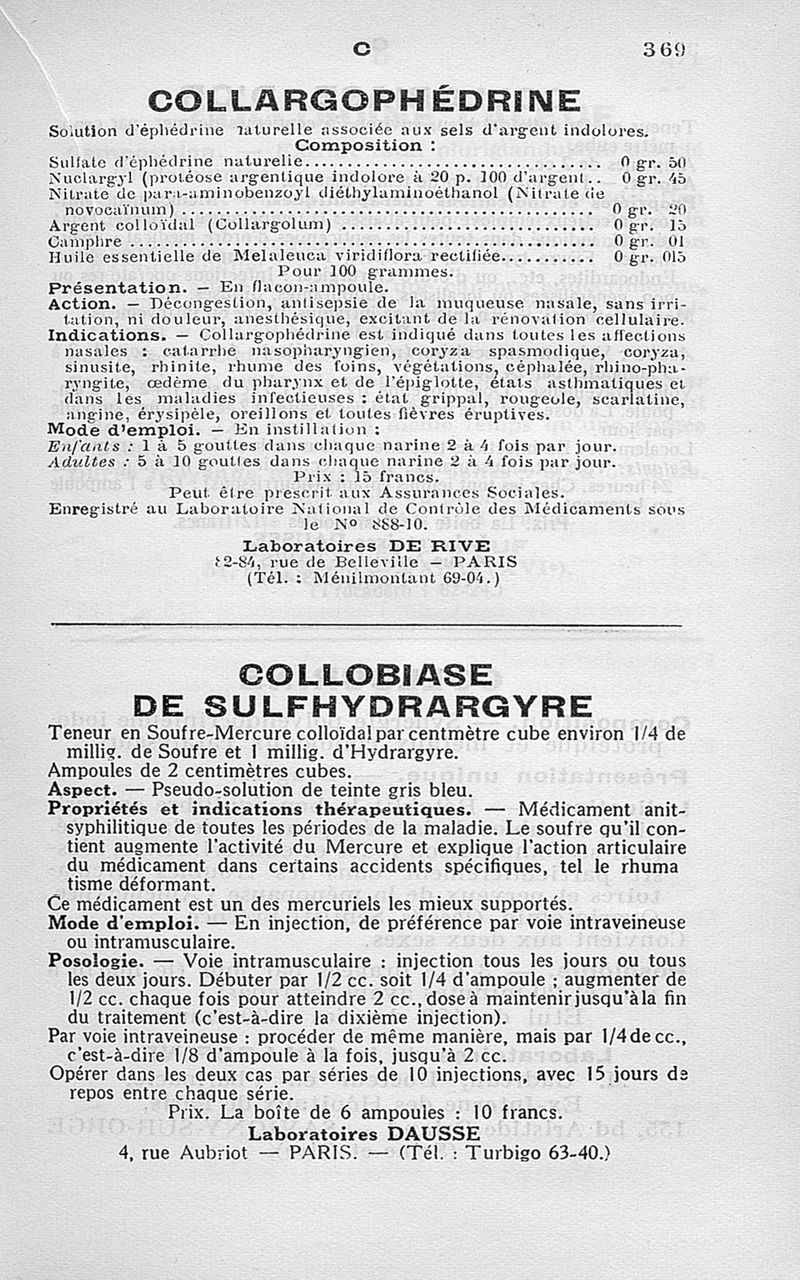 C 369
COLLARGOPHÉDRINE
Solution d'éphédrine naturelle associée aux sels d'argent indolores.
Composition :
Sulfate d'éphédrine naturelle................................ 0 gr. 50
Nuclargyl (protéose argentique indolore à 20 p. 100 d'argent.. 0 gr. 45
Nitrate de para-aminobenzoyl diéthylaminoéthanol (Nitrate de
novocaïnum) ............................................ 0 gr. 20
Argent colloïdal (Collargolum) ........................... 0 gr. 15
Camphre .................................................. 0 gr. 01
Huile essentielle de Melaleuca viridiflora rectifiée.......... 0 gr. 015
Pour 100 grammes.
Présentation. — En flacon-ampoule.
Action. — Décongestion, antisepsie de la muqueuse nasale, sans irri-
tation, ni douleur, anesthésique, excitant de la rénovation cellulaire.
Indications. — Collargophédrine est indiqué dans toutes les affections
nasales : catarrhe nasopharyngien, coryza spasmodique, coryza,
sinusite, rhinite, rhume des foins, végétations, céphalée, rhino-pha-
ryngite, œdème du pharynx et de l'épiglotte, états asthmatiques et
dans les maladies infectieuses : état grippal, rougeole, scarlatine,
angine, érysipèle, oreillons et toutes fièvres éruptives.
Mode d'emploi. — En instillation :
Enfants : 1 à 5 gouttes dans chaque narine 2 à 4 fois par jour.
Adultes : 5 à 10 gouttes dans chaque narine 2 à 4 fois par jour.
Prix : 15 francs.
Peut être prescrit aux Assurances Sociales.
Enregistré au Laboratoire National de Contrôle des Médicaments sous
le N° 888-10.
Laboratoires DE RIVE
82-84, rue de Belleville — PARIS
(Tél. : Ménilmontant 69-04.)
COLLOBIASE
DE SULFHYDRARGYRE
Teneur en Soufre-Mercure colloïdal par centmètre cube environ 1/4 de
millig. de Soufre et 1 millig. d'Hydrargyre.
Ampoules de 2 centimètres cubes.
Aspect. — Pseudo-solution de teinte gris bleu.
Propriétés et indications thérapeutiques. — Médicament anit-
syphilitique de toutes les périodes de la maladie. Le soufre qu'il con-
tient augmente l'activité du Mercure et explique l'action articulaire
du médicament dans certains accidents spécifiques, tel le rhuma
tisme déformant.
Ce médicament est un des mercuriels les mieux supportés.
Mode d'emploi. — En injection, de préférence par voie intraveineuse
ou intramusculaire.
Posologie. — Voie intramusculaire : injection tous les jours ou tous
les deux jours. Débuter par 1/2 cc. soit 1/4 d'ampoule ; augmenter de
1/2 cc. chaque fois pour atteindre 2 cc., dose à maintenir jusqu'à la fin
du traitement (c'est-à-dire la dixième injection).
Par voie intraveineuse : procéder de même manière, mais par 1/4 de cc.,
c'est-à-dire 1/8 d'ampoule à la fois, jusqu'à 2 cc.
Opérer dans les deux cas par séries de 10 injections, avec 15 jours de
repos entre chaque série.
Prix. La boîte de 6 ampoules : 10 francs.
Laboratoires DAUSSE
4, rue Aubriot — PARIS. — (Tél. : Turbigo 63-40.)